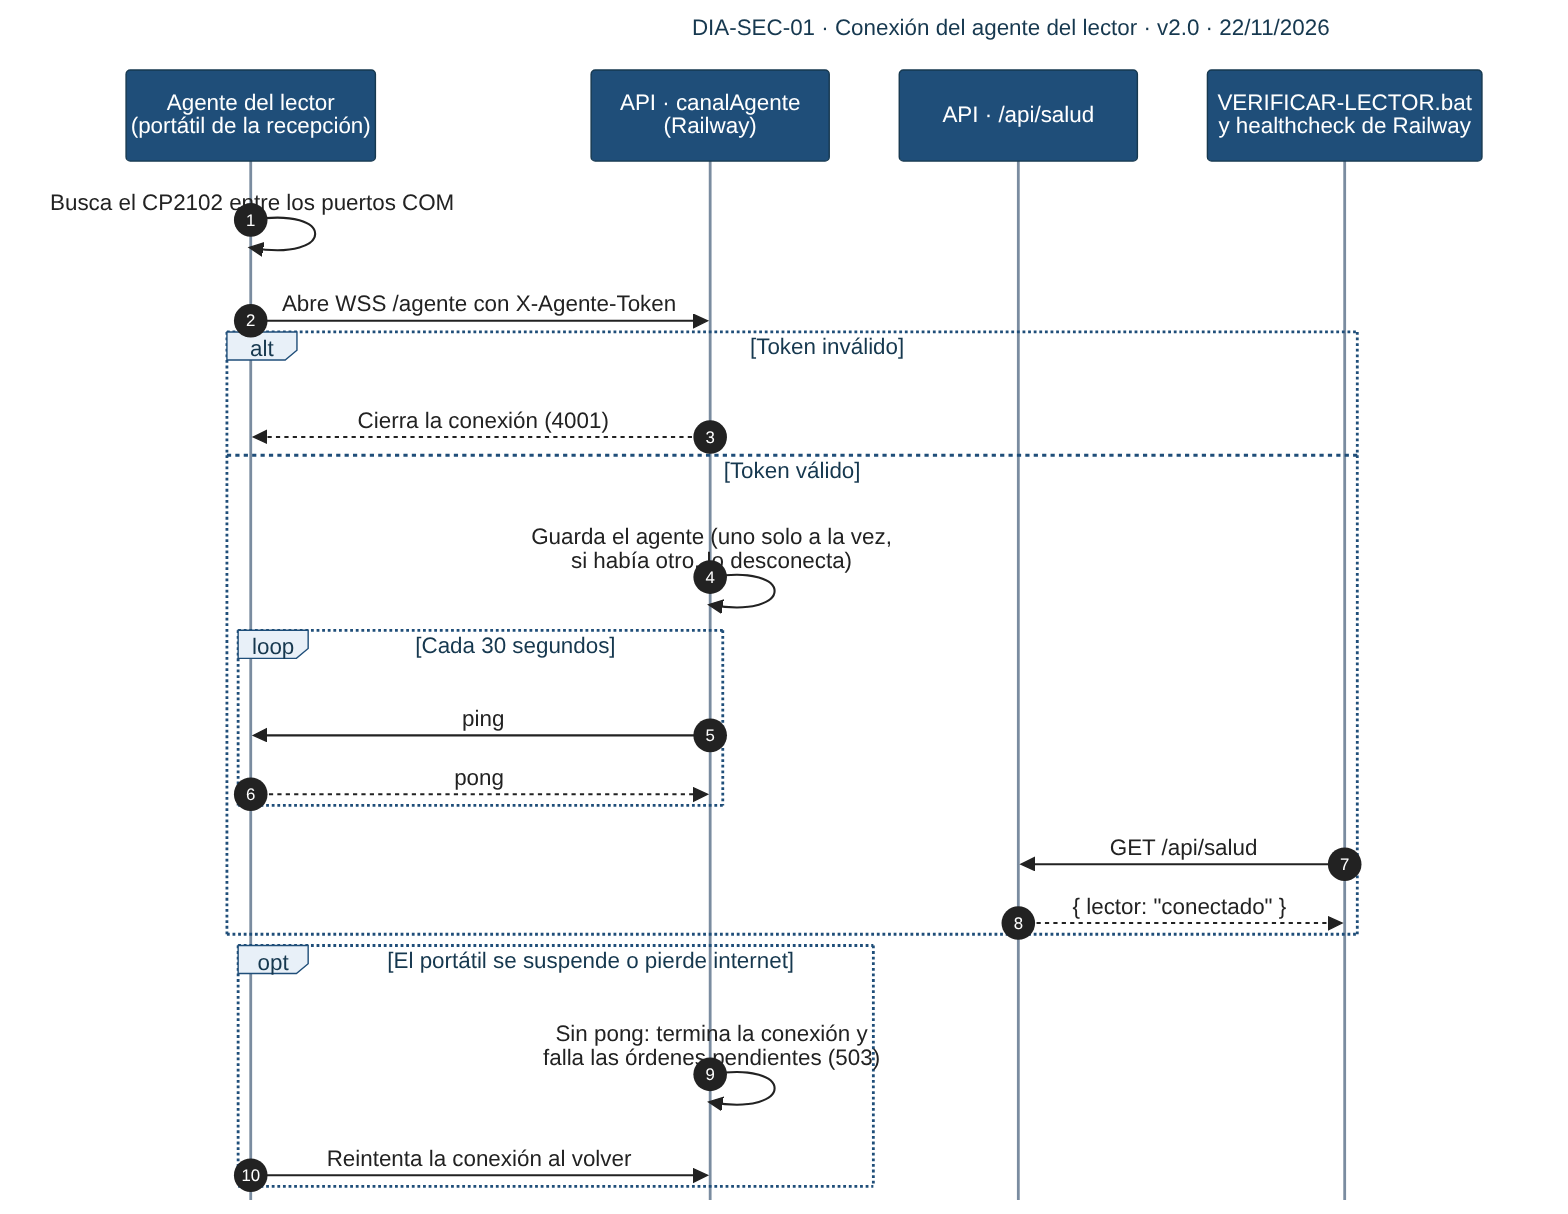 DIA-SEC-01 · Conexión del agente del lector · v2.0 · 22/11/2026
Agente del lector
(portátil de la recepción)
API · canalAgente
(Railway)
API · /api/salud
VERIFICAR-LECTOR.bat
y healthcheck de Railway
Busca el CP2102 entre los puertos COM
1
Abre WSS /agente con X-Agente-Token
2
alt
[Token inválido]
Cierra la conexión (4001)
3
[Token válido]
Guarda el agente (uno solo a la vez,
si había otro, lo desconecta)
4
loop
[Cada 30 segundos]
ping
5
pong
6
GET /api/salud
7
{ lector: "conectado" }
8
opt
[El portátil se suspende o pierde internet]
Sin pong: termina la conexión y
falla las órdenes pendientes (503)
9
Reintenta la conexión al volver
10